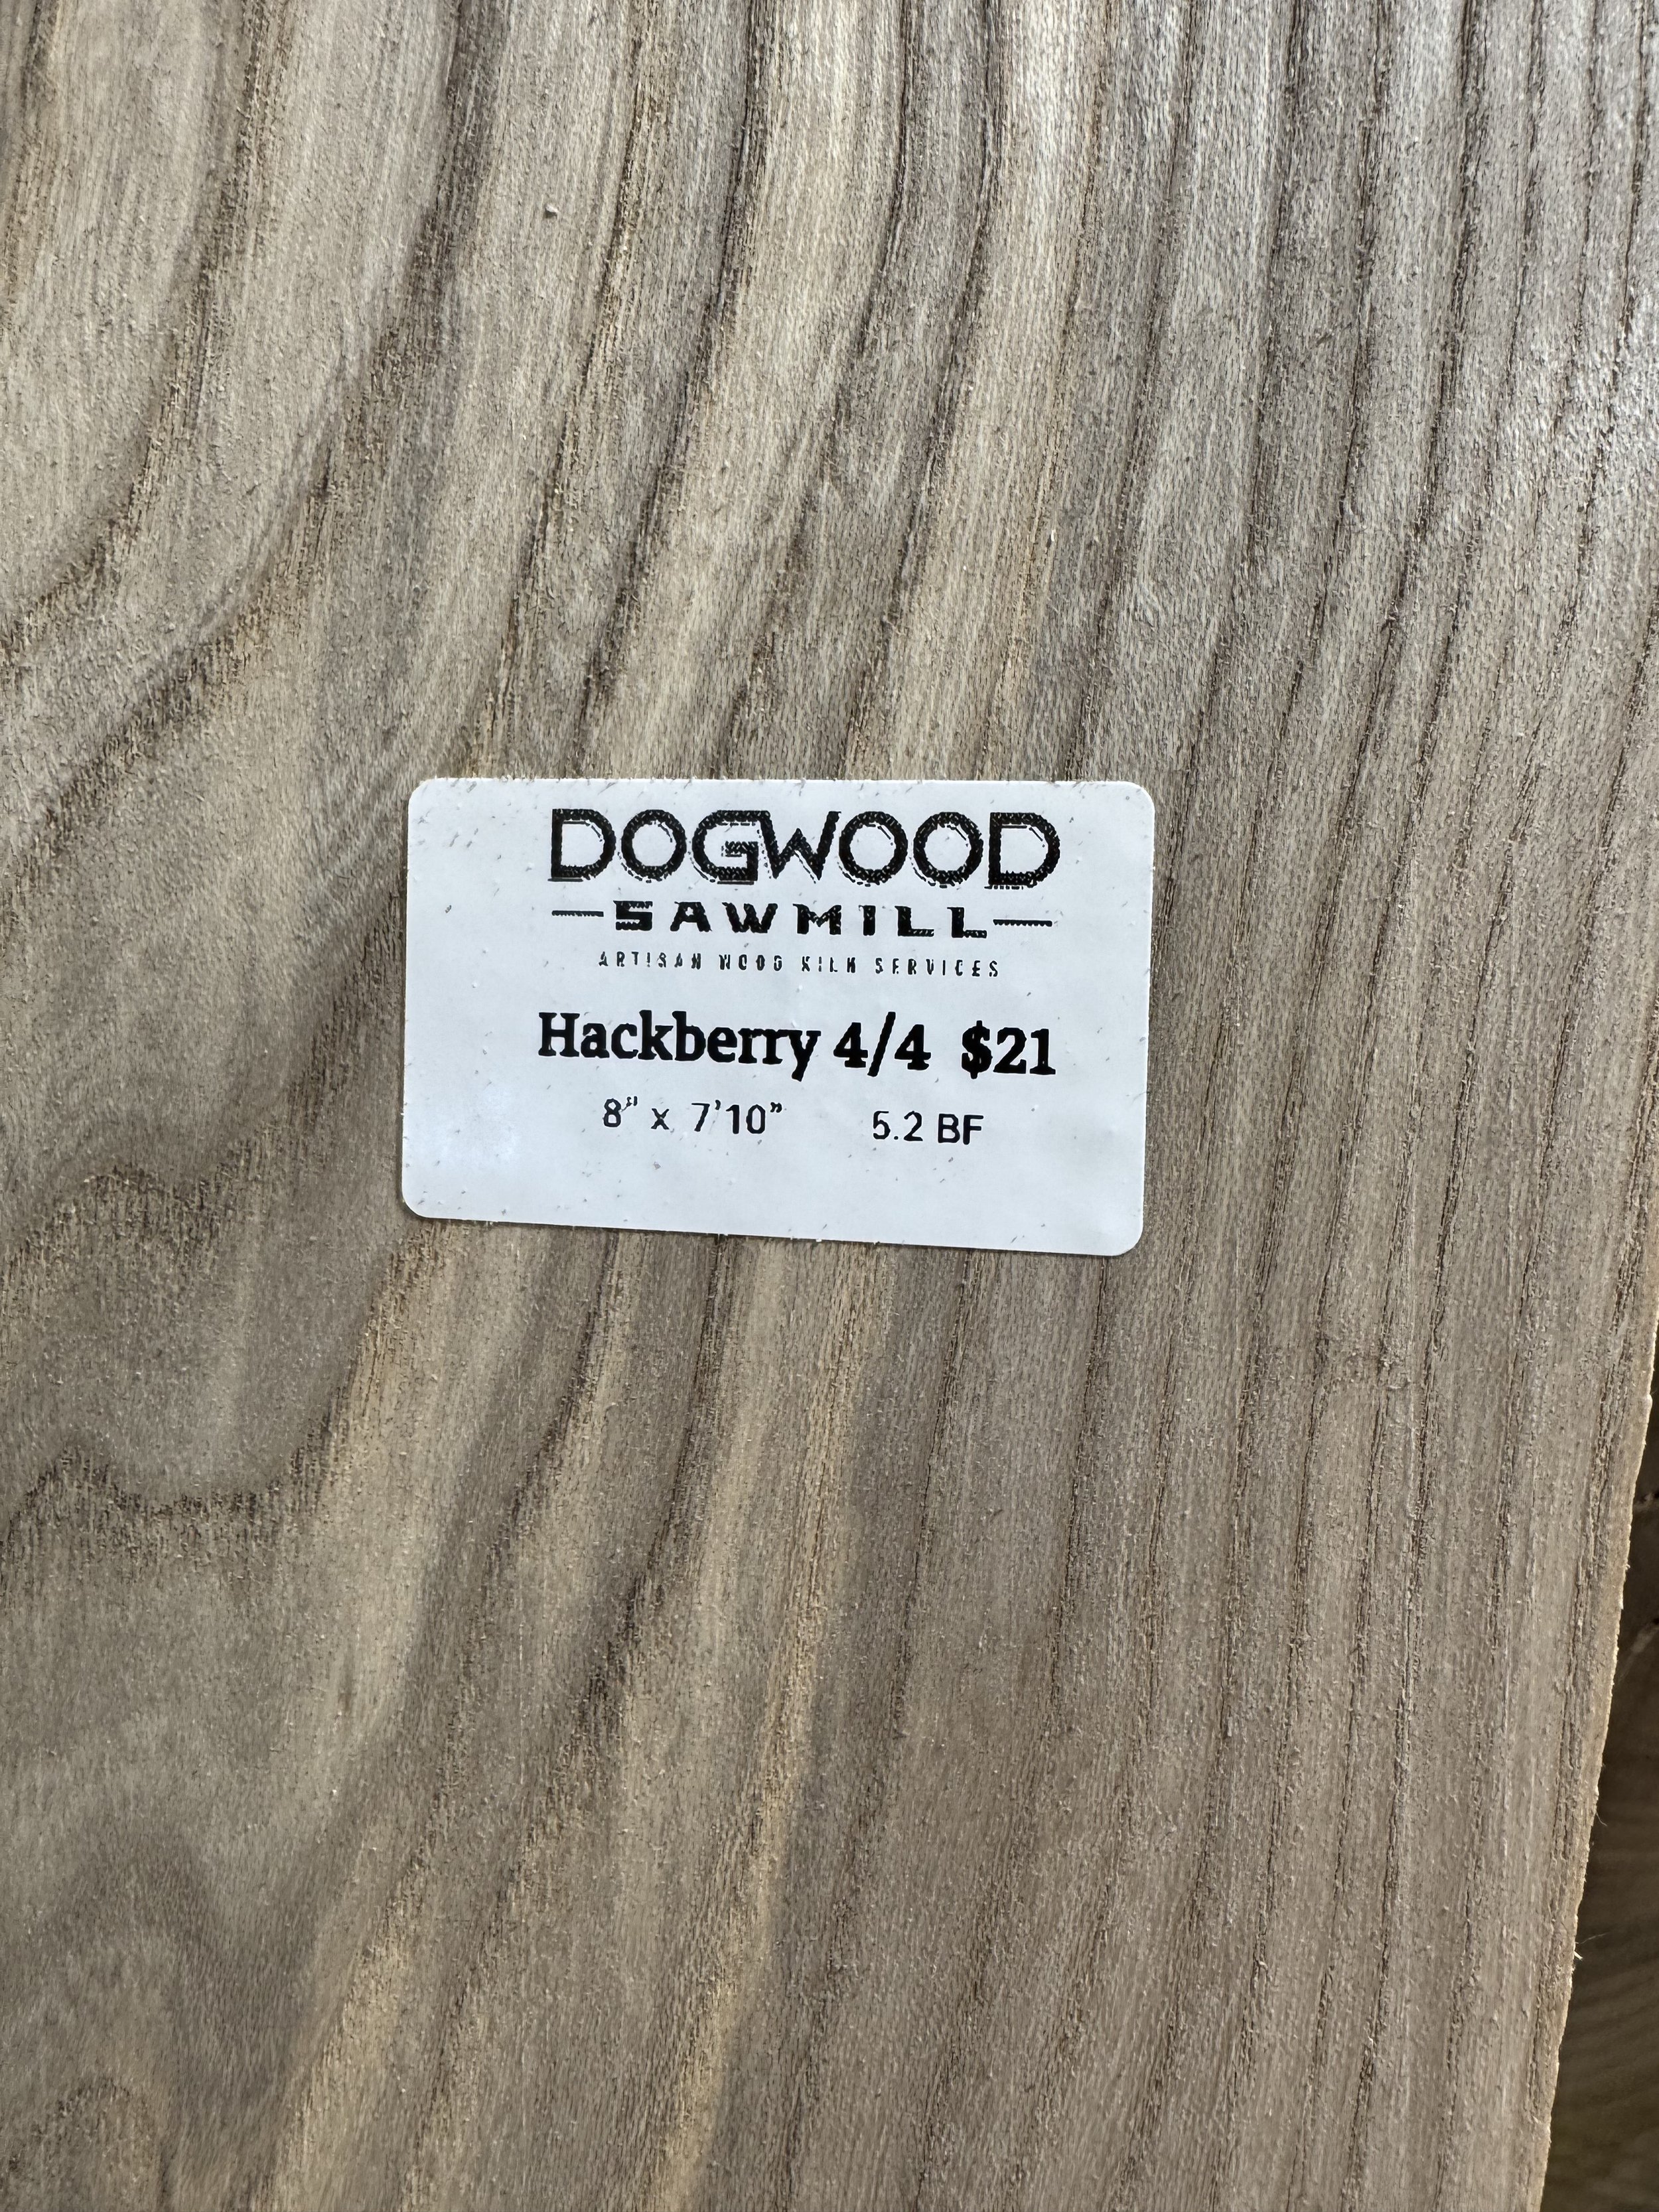 DOGWOOD
SAWMILL
ARTISAN WOOD KILN SERVICES
Hackberry 4/4 $21
8" x 7'10" 5.2 BF